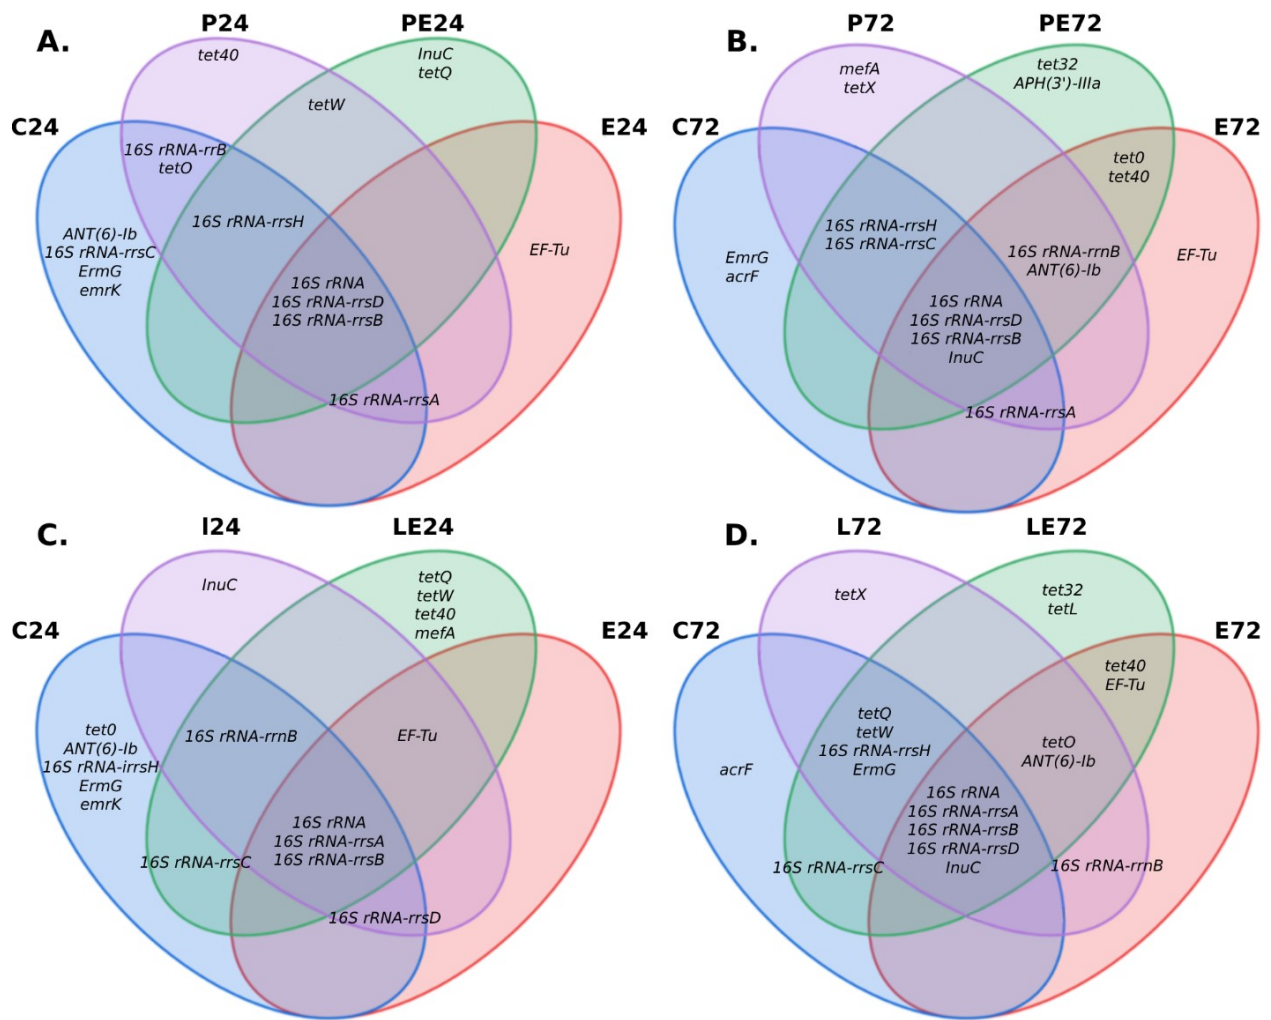 A.
P24
PE24
C24
E24
tet40
InuC
tetQ
tetW
16S rRNA-rrB
tetO
16S rRNA-rrsH
ANT(6)-Ib
16S rRNA-rrsC
ErmG
emrK
EF-Tu
16S rRNA
16S rRNA-rrsD
16S rRNA-rrsB
16S rRNA-rrsA
B.
P72
PE72
C72
E72
mefA
tetX
tet32
APH(3')-IIIa
tet0
tet40
16S rRNA-rrsH
16S rRNA-rrsC
EmrG
acrF
16S rRNA-rrnB
ANT(6)-Ib
EF-Tu
16S rRNA
16S rRNA-rrsD
16S rRNA-rrsB
InuC
16S rRNA-rrsA
C.
I24
LE24
C24
E24
InuC
tetQ
tetW
tet40
mefA
tet0
ANT(6)-Ib
16S rRNA-irrsH
ErmG
emrK
16S rRNA-rrnB
EF-Tu
16S rRNA
16S rRNA-rrsA
16S rRNA-rrsB
16S rRNA-rrsC
16S rRNA-rrsD
D.
L72
LE72
C72
E72
tetX
tet32
tetL
tet40
EF-Tu
tetQ
tetW
16S rRNA-rrsH
ErmG
tetO
ANT(6)-Ib
acrF
16S rRNA
16S rRNA-rrsA
16S rRNA-rrsB
16S rRNA-rrsD
InuC
16S rRNA-rrsC
16S rRNA-rrnB